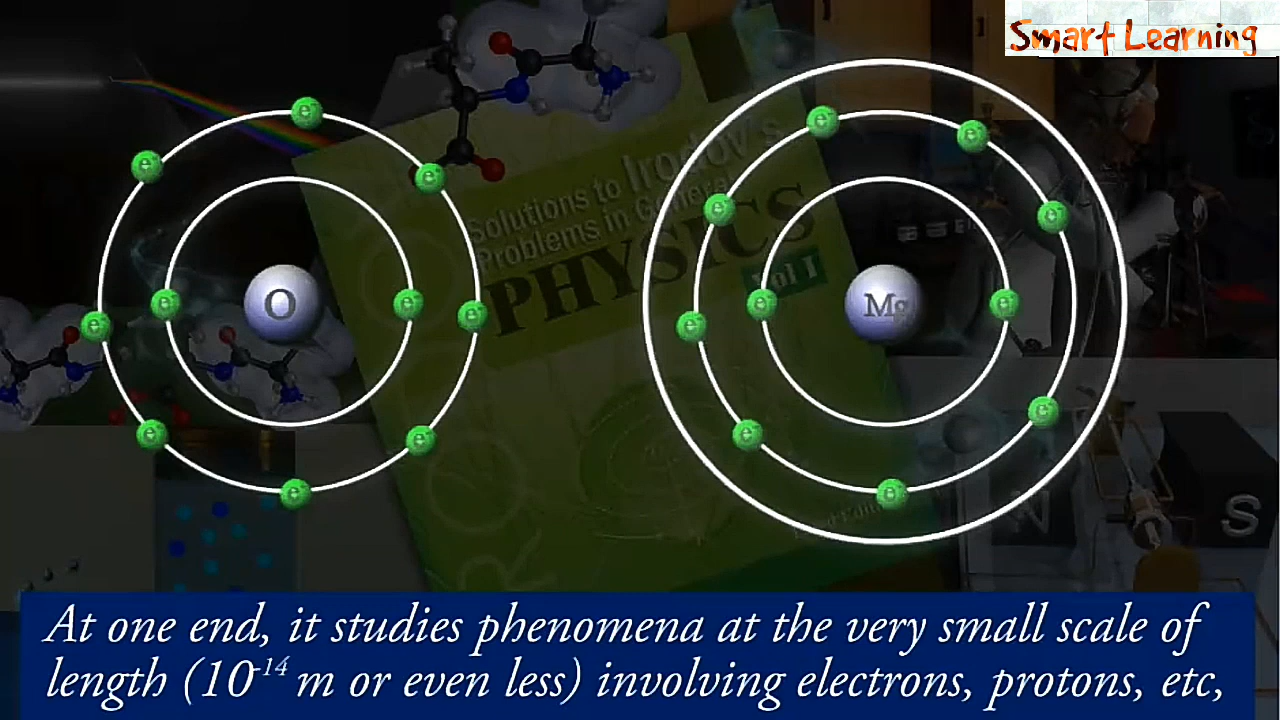 Smart Learning
Solutions to Irodov's
Problems in General
PHYSICS
Vol I
e-
e-
e-
e-
e-
e-
e-
e-
e-
e-
O
e-
e-
e-
e-
e-
e-
e-
e-
e-
e-
Mg
N
S
At one end, it studies phenomena at the very small scale of
length (10-14 m or even less) involving electrons, protons, etc,